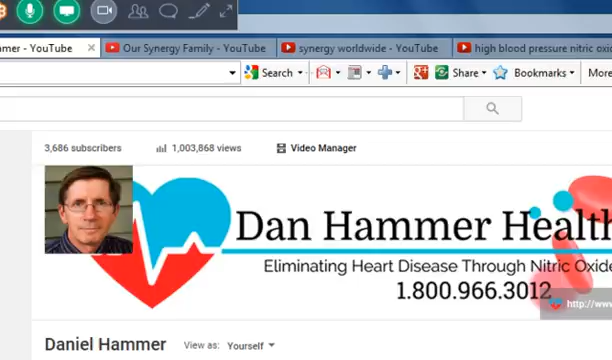 mmer - YouTube
Our Synergy Family - YouTube
synergy worldwide - YouTube
high blood pressure nitric oxid
Search
Share
Bookmarks
More
3,686 subscribers
1,003,868 views
Video Manager
Dan Hammer Health
Eliminating Heart Disease Through Nitric Oxide
1.800.966.3012
http://www
Daniel Hammer
View as:
Yourself